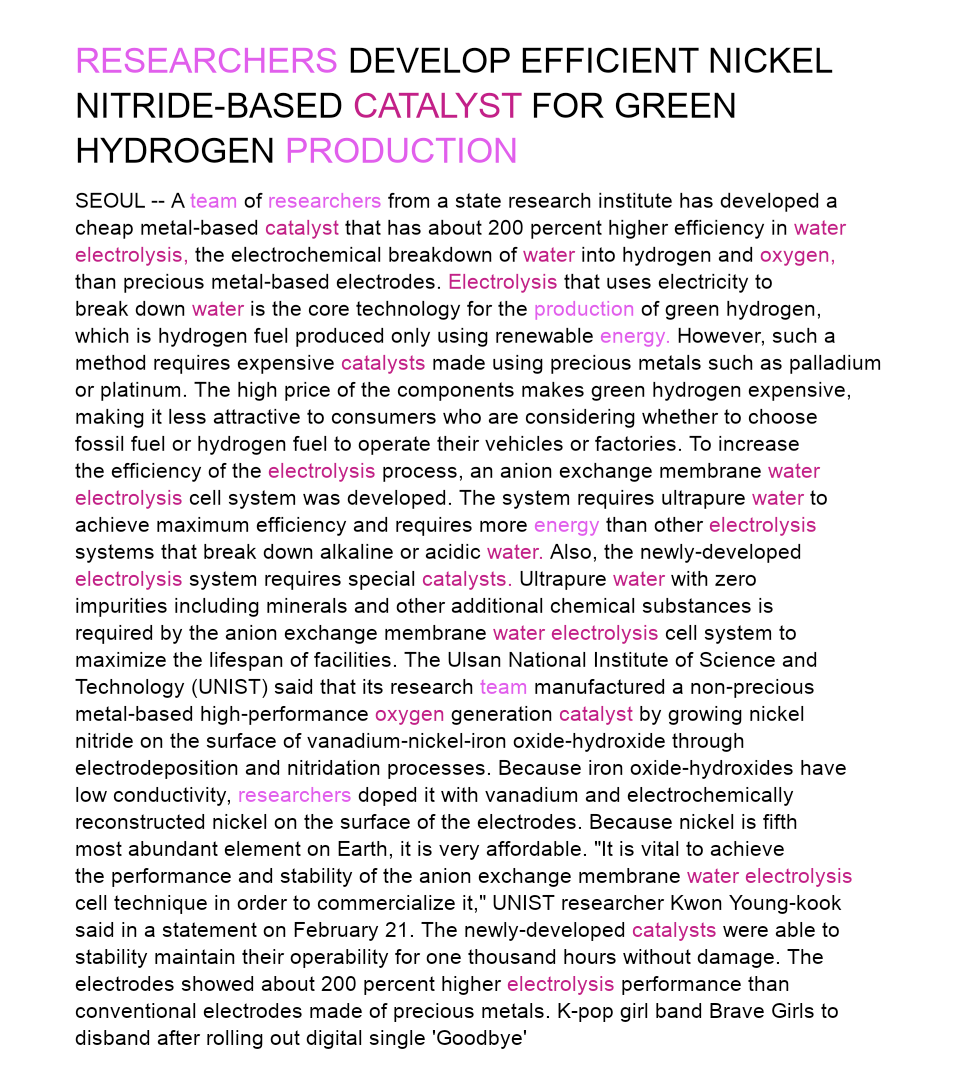 RESEARCHERS DEVELOP EFFICIENT NICKEL
NITRIDE-BASED CATALYST FOR GREEN
HYDROGEN PRODUCTION
SEOUL -- A team of researchers from a state research institute has developed a
cheap metal-based catalyst that has about 200 percent higher efficiency in water
electrolysis, the electrochemical breakdown of water into hydrogen and oxygen,
than precious metal-based electrodes. Electrolysis that uses electricity to
break down water is the core technology for the production of green hydrogen,
which is hydrogen fuel produced only using renewable energy. However, such a
method requires expensive catalysts made using precious metals such as palladium
or platinum. The high price of the components makes green hydrogen expensive,
making it less attractive to consumers who are considering whether to choose
fossil fuel or hydrogen fuel to operate their vehicles or factories. To increase
the efficiency of the electrolysis process, an anion exchange membrane water
electrolysis cell system was developed. The system requires ultrapure water to
achieve maximum efficiency and requires more energy than other electrolysis
systems that break down alkaline or acidic water. Also, the newly-developed
electrolysis system requires special catalysts. Ultrapure water with zero
impurities including minerals and other additional chemical substances is
required by the anion exchange membrane water electrolysis cell system to
maximize the lifespan of facilities. The Ulsan National Institute of Science and
Technology (UNIST) said that its research team manufactured a non-precious
metal-based high-performance oxygen generation catalyst by growing nickel
nitride on the surface of vanadium-nickel-iron oxide-hydroxide through
electrodeposition and nitridation processes. Because iron oxide-hydroxides have
low conductivity, researchers doped it with vanadium and electrochemically
reconstructed nickel on the surface of the electrodes. Because nickel is fifth
most abundant element on Earth, it is very affordable. "It is vital to achieve
the performance and stability of the anion exchange membrane water electrolysis
cell technique in order to commercialize it," UNIST researcher Kwon Young-kook
said in a statement on February 21. The newly-developed catalysts were able to
stability maintain their operability for one thousand hours without damage. The
electrodes showed about 200 percent higher electrolysis performance than
conventional electrodes made of precious metals. K-pop girl band Brave Girls to
disband after rolling out digital single 'Goodbye'